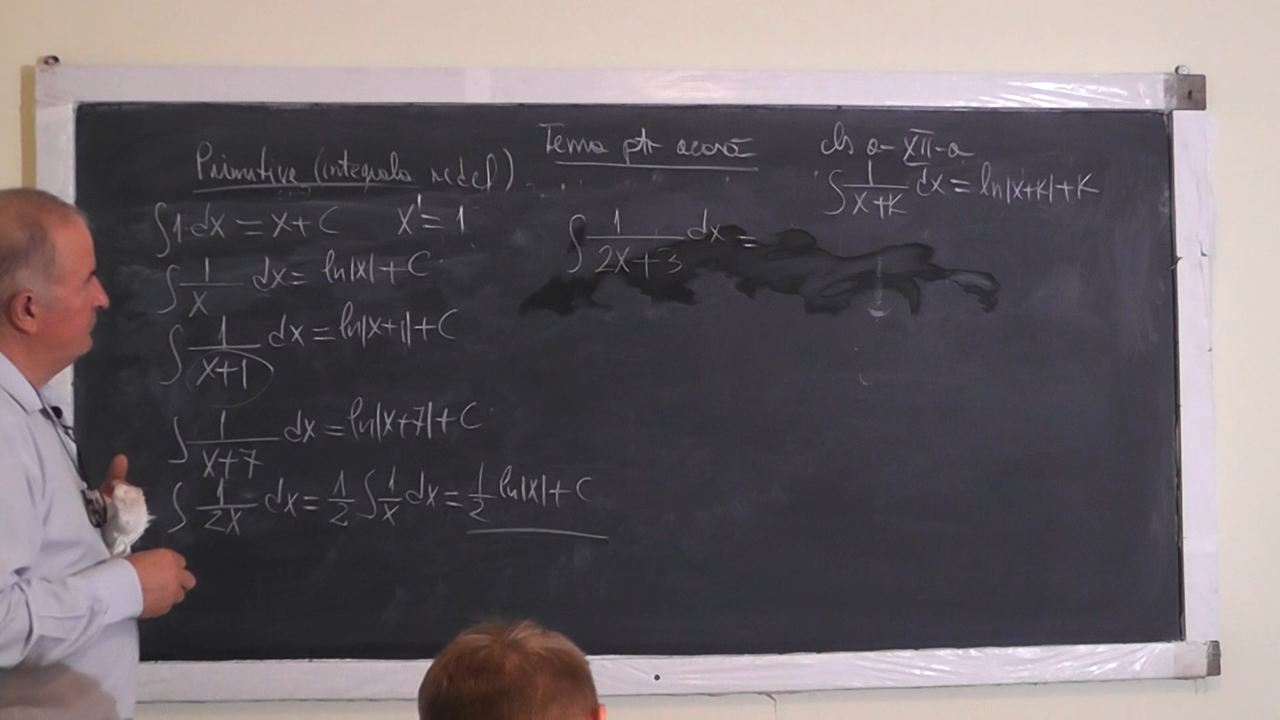 Primitive (integrala nedef)
∫1·dx = x + C    x' = 1
∫ 1/x dx = ln|x| + C
∫ 1/(x+1) dx = ln|x+1| + C
∫ 1/(x+7) dx = ln|x+7| + C
∫ 1/(2x) dx = 1/2 ∫ 1/x dx = 1/2 ln|x| + C
Tema ptr acasă
∫ 1/(2x+3) dx =
cls a-XII-a
∫ 1/(x+K) dx = ln|x+K| + K